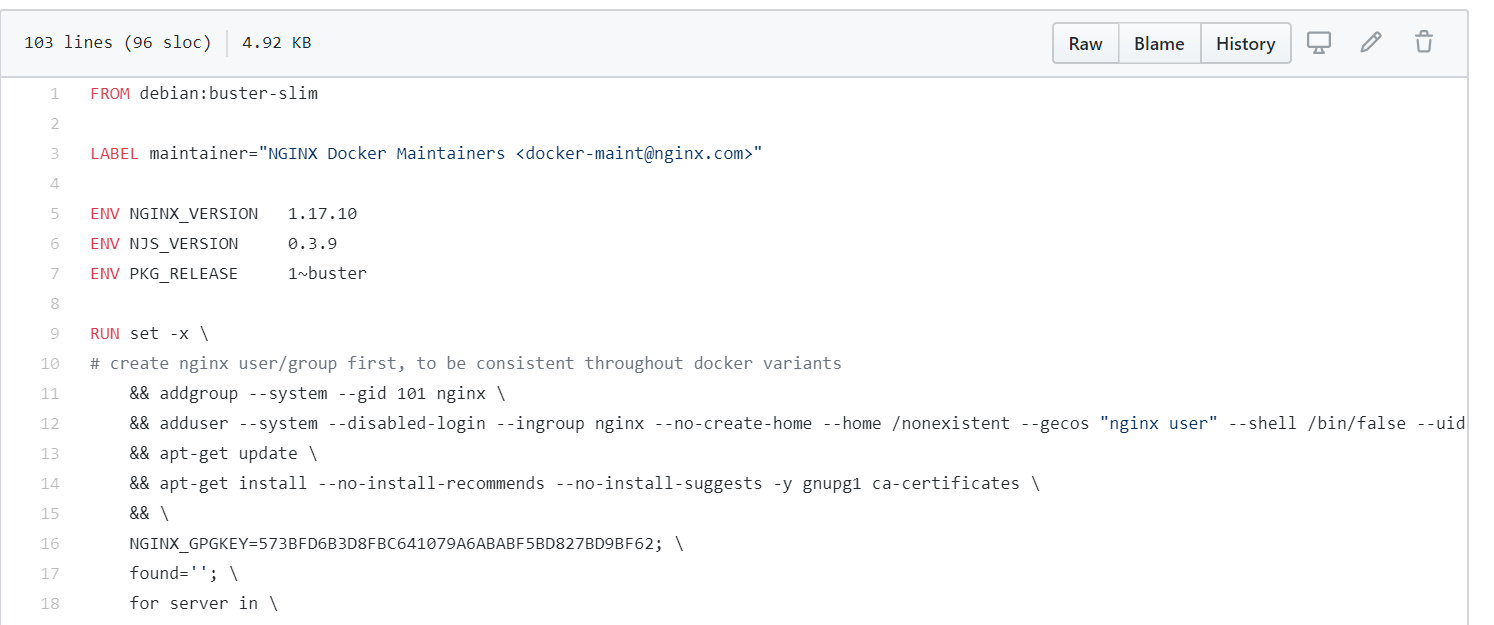 103 lines (96 sloc) 4.92 KB Raw Blame History
1 FROM debian:buster-slim
2
3 LABEL maintainer="NGINX Docker Maintainers <docker-maint@nginx.com>"
4
5 ENV NGINX_VERSION   1.17.10
6 ENV NJS_VERSION     0.3.9
7 ENV PKG_RELEASE     1~buster
8
9 RUN set -x \
10 # create nginx user/group first, to be consistent throughout docker variants
11     && addgroup --system --gid 101 nginx \
12     && adduser --system --disabled-login --ingroup nginx --no-create-home --home /nonexistent --gecos "nginx user" --shell /bin/false --uid
13     && apt-get update \
14     && apt-get install --no-install-recommends --no-install-suggests -y gnupg1 ca-certificates \
15     && \
16     NGINX_GPGKEY=573BFD6B3D8FBC641079A6ABABF5BD827BD9BF62; \
17     found=''; \
18     for server in \